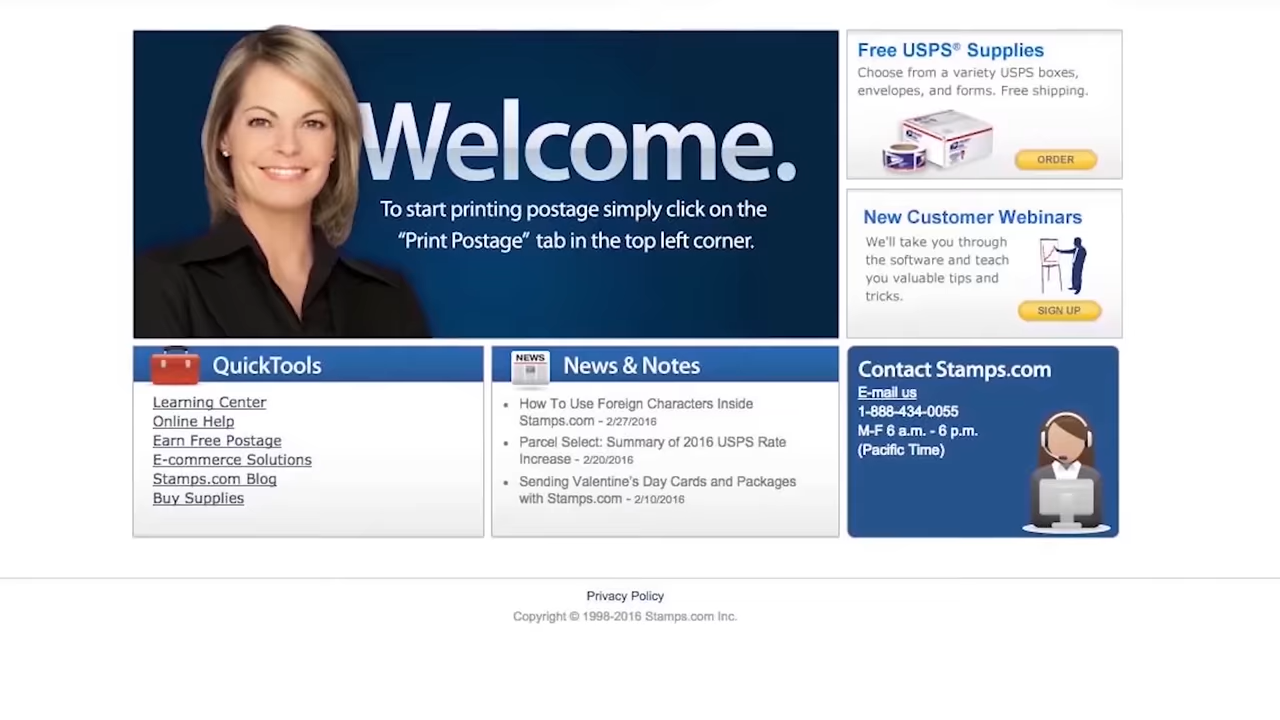 Welcome.
To start printing postage simply click on the
“Print Postage” tab in the top left corner.
Free USPS® Supplies
Choose from a variety USPS boxes,
envelopes, and forms. Free shipping.
ORDER
New Customer Webinars
We'll take you through
the software and teach
you valuable tips and
tricks.
SIGN UP
QuickTools
Learning Center
Online Help
Earn Free Postage
E-commerce Solutions
Stamps.com Blog
Buy Supplies
NEWS
News & Notes
• How To Use Foreign Characters Inside
Stamps.com - 2/27/2016
• Parcel Select: Summary of 2016 USPS Rate
Increase - 2/20/2016
• Sending Valentine's Day Cards and Packages
with Stamps.com - 2/10/2016
Contact Stamps.com
E-mail us
1-888-434-0055
M-F 6 a.m. - 6 p.m.
(Pacific Time)
Privacy Policy
Copyright © 1998-2016 Stamps.com Inc.